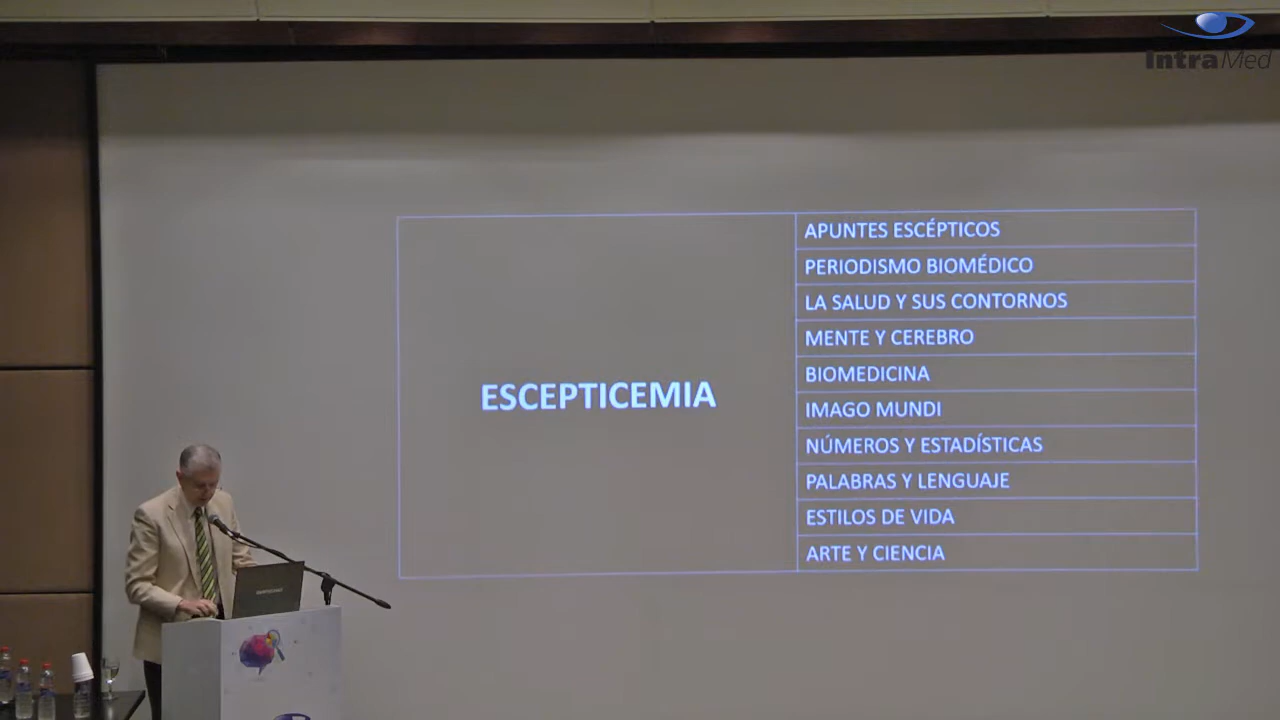 IntraMed
APUNTES ESCÉPTICOS
PERIODISMO BIOMÉDICO
LA SALUD Y SUS CONTORNOS
MENTE Y CEREBRO
ESCEPTICEMIA
BIOMEDICINA
IMAGO MUNDI
NÚMEROS Y ESTADÍSTICAS
PALABRAS Y LENGUAJE
ESTILOS DE VIDA
ARTE Y CIENCIA